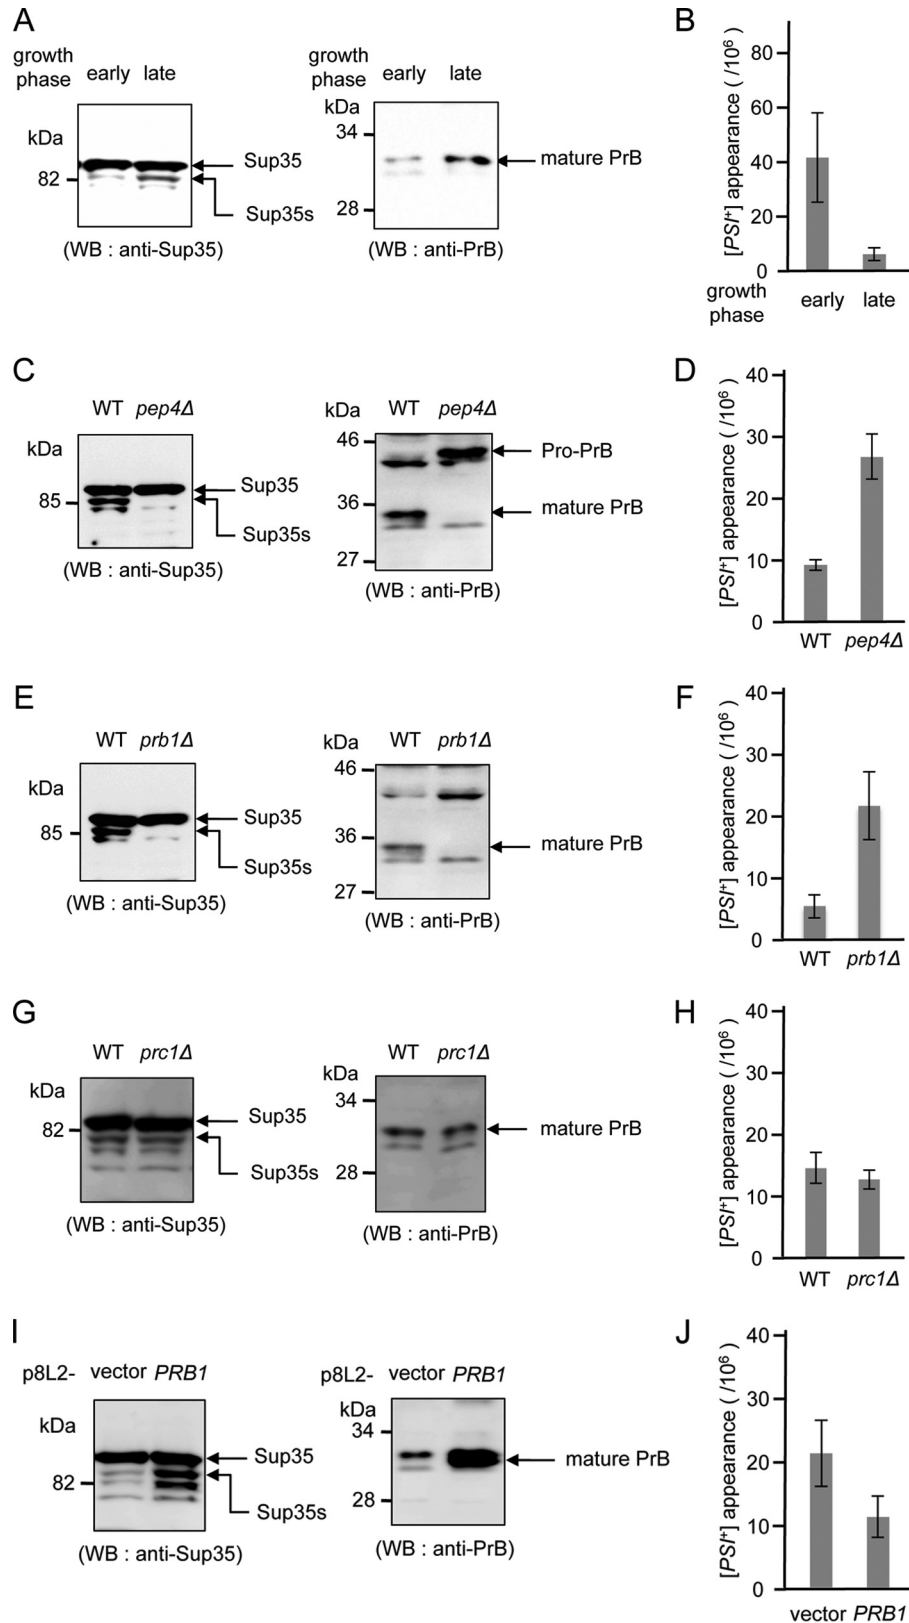 A
growth
phase early late
kDa
82
Sup35
Sup35s
(WB : anti-Sup35)
early late
kDa
34
28
mature PrB
(WB : anti-PrB)
B
[PSI+] appearance ( /10⁶ )
80
60
40
20
0
growth
phase early late
C
WT pep4Δ
kDa
85
Sup35
Sup35s
(WB : anti-Sup35)
WT pep4Δ
kDa
46
36
27
Pro-PrB
mature PrB
(WB : anti-PrB)
D
[PSI+] appearance ( /10⁶ )
40
30
20
10
0
WT pep4Δ
E
WT prb1Δ
kDa
85
Sup35
Sup35s
(WB : anti-Sup35)
kDa WT prb1Δ
46
36
27
mature PrB
(WB : anti-PrB)
F
[PSI+] appearance ( /10⁶ )
40
30
20
10
0
WT prb1Δ
G
WT prc1Δ
kDa
82
Sup35
Sup35s
(WB : anti-Sup35)
WT prc1Δ
kDa
34
28
mature PrB
(WB : anti-PrB)
H
[PSI+] appearance ( /10⁶ )
40
30
20
10
0
WT prc1Δ
I
p8L2- vector PRB1
kDa
82
Sup35
Sup35s
(WB : anti-Sup35)
p8L2- vector PRB1
kDa
34
28
mature PrB
(WB : anti-PrB)
J
[PSI+] appearance ( /10⁶ )
40
30
20
10
0
vector PRB1